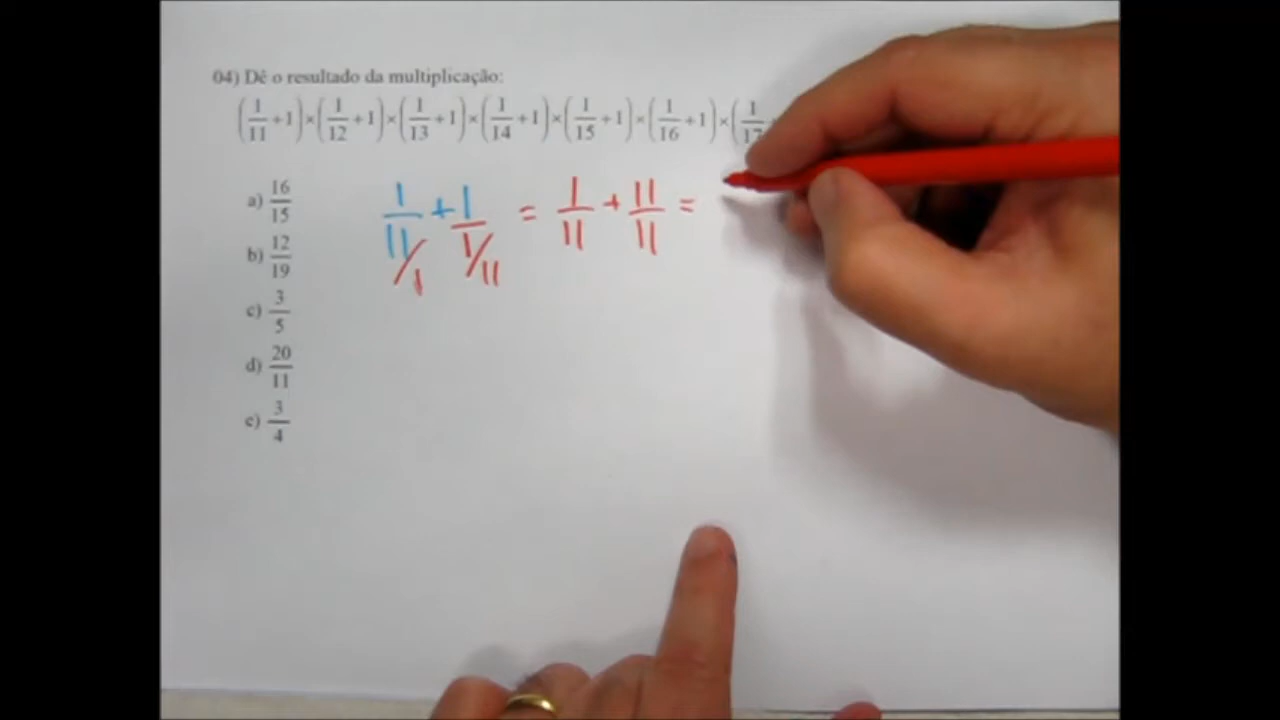 04) Dê o resultado da multiplicação:
(1/11 +1)×(1/12 +1)×(1/13 +1)×(1/14 +1)×(1/15 +1)×(1/16 +1)×(1/17
a) 16/15
b) 12/19
c) 3/5
d) 20/11
e) 3/4
1/11/1 + 1/1/11 = 1/11 + 11/11 =